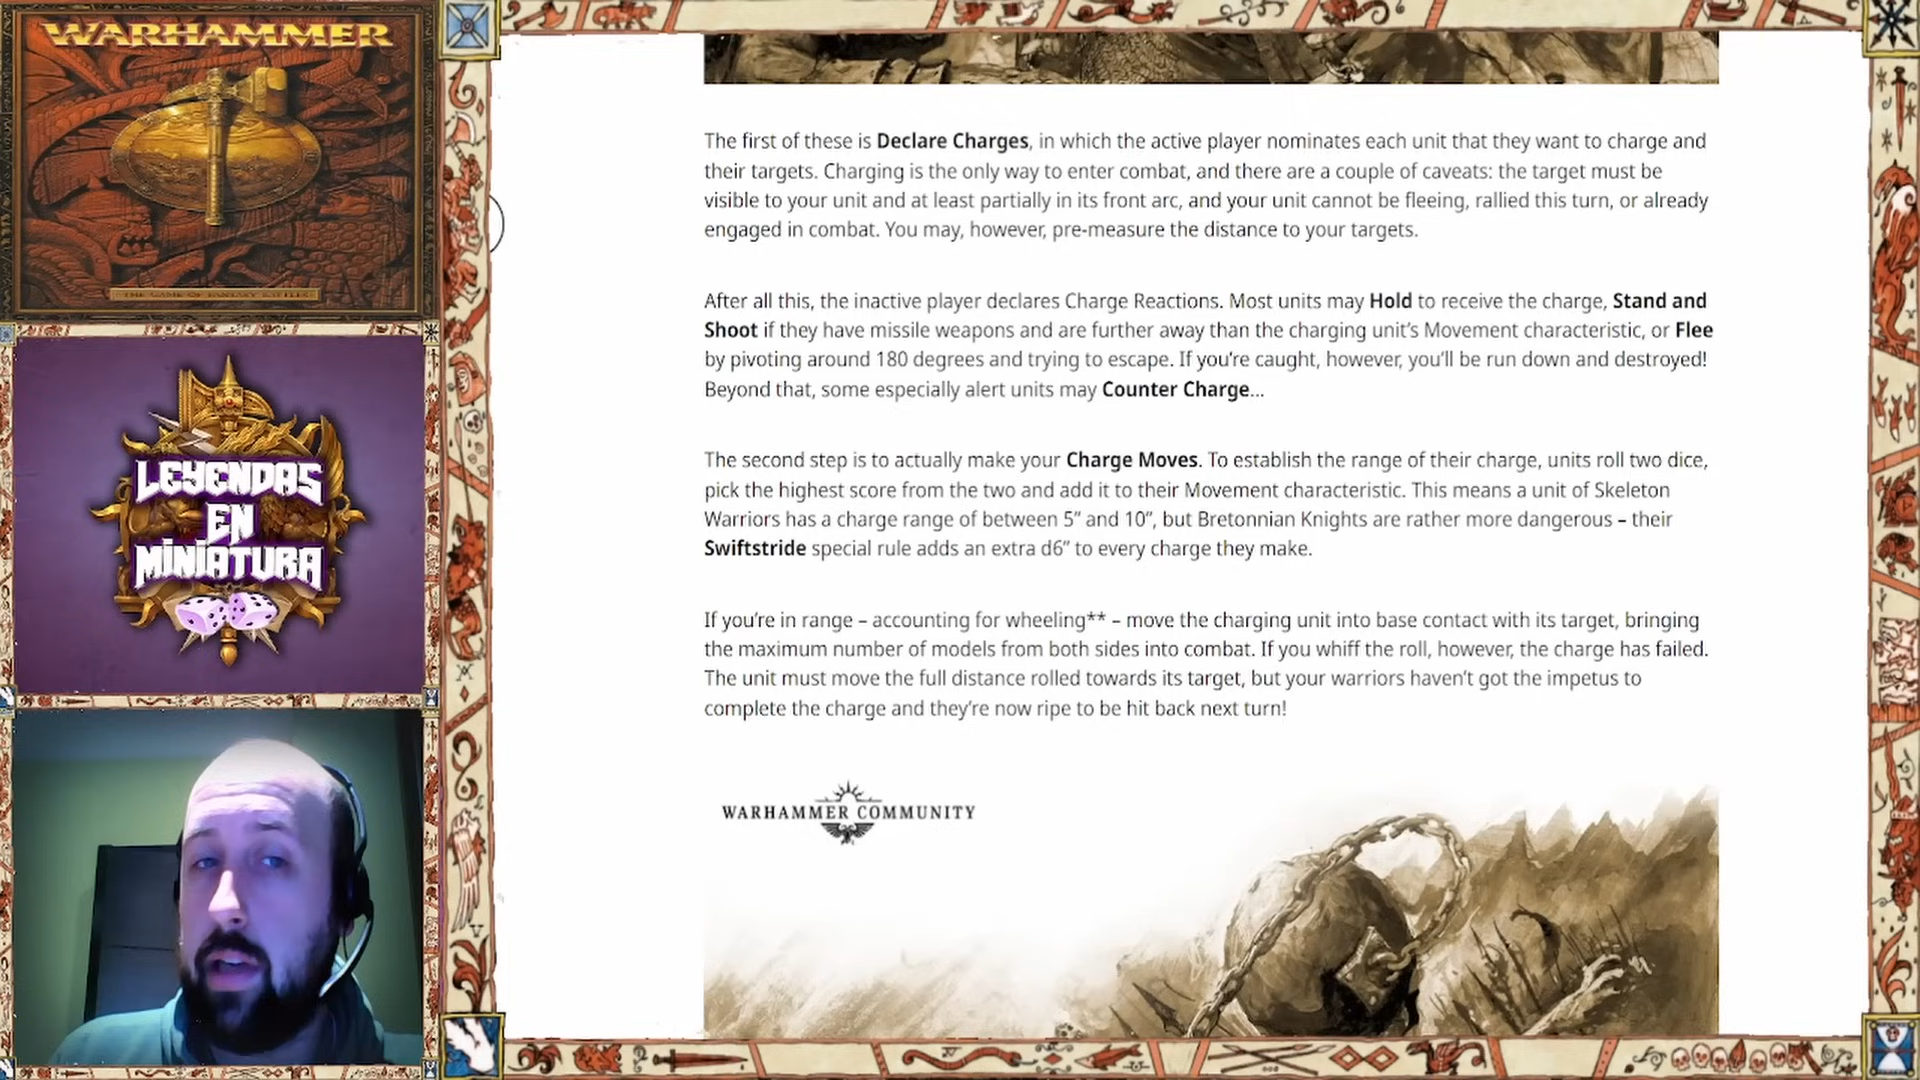 WARHAMMER
THE GAME OF FANTASY BATTLES
LEYENDAS
EN
MINIATURA
The first of these is Declare Charges, in which the active player nominates each unit that they want to charge and
their targets. Charging is the only way to enter combat, and there are a couple of caveats: the target must be
visible to your unit and at least partially in its front arc, and your unit cannot be fleeing, rallied this turn, or already
engaged in combat. You may, however, pre-measure the distance to your targets.
After all this, the inactive player declares Charge Reactions. Most units may Hold to receive the charge, Stand and
Shoot if they have missile weapons and are further away than the charging unit’s Movement characteristic, or Flee
by pivoting around 180 degrees and trying to escape. If you’re caught, however, you’ll be run down and destroyed!
Beyond that, some especially alert units may Counter Charge...
The second step is to actually make your Charge Moves. To establish the range of their charge, units roll two dice,
pick the highest score from the two and add it to their Movement characteristic. This means a unit of Skeleton
Warriors has a charge range of between 5” and 10”, but Bretonnian Knights are rather more dangerous – their
Swiftstride special rule adds an extra d6” to every charge they make.
If you’re in range – accounting for wheeling** – move the charging unit into base contact with its target, bringing
the maximum number of models from both sides into combat. If you whiff the roll, however, the charge has failed.
The unit must move the full distance rolled towards its target, but your warriors haven’t got the impetus to
complete the charge and they’re now ripe to be hit back next turn!
WARHAMMER COMMUNITY